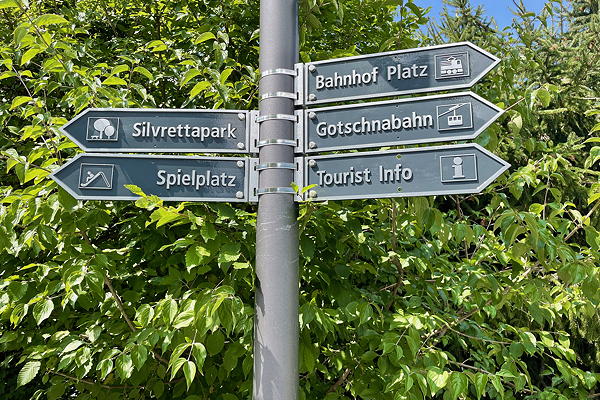 Bahnhof Platz
Silvrettapark
Gotschnabahn
Spielplatz
Tourist Info